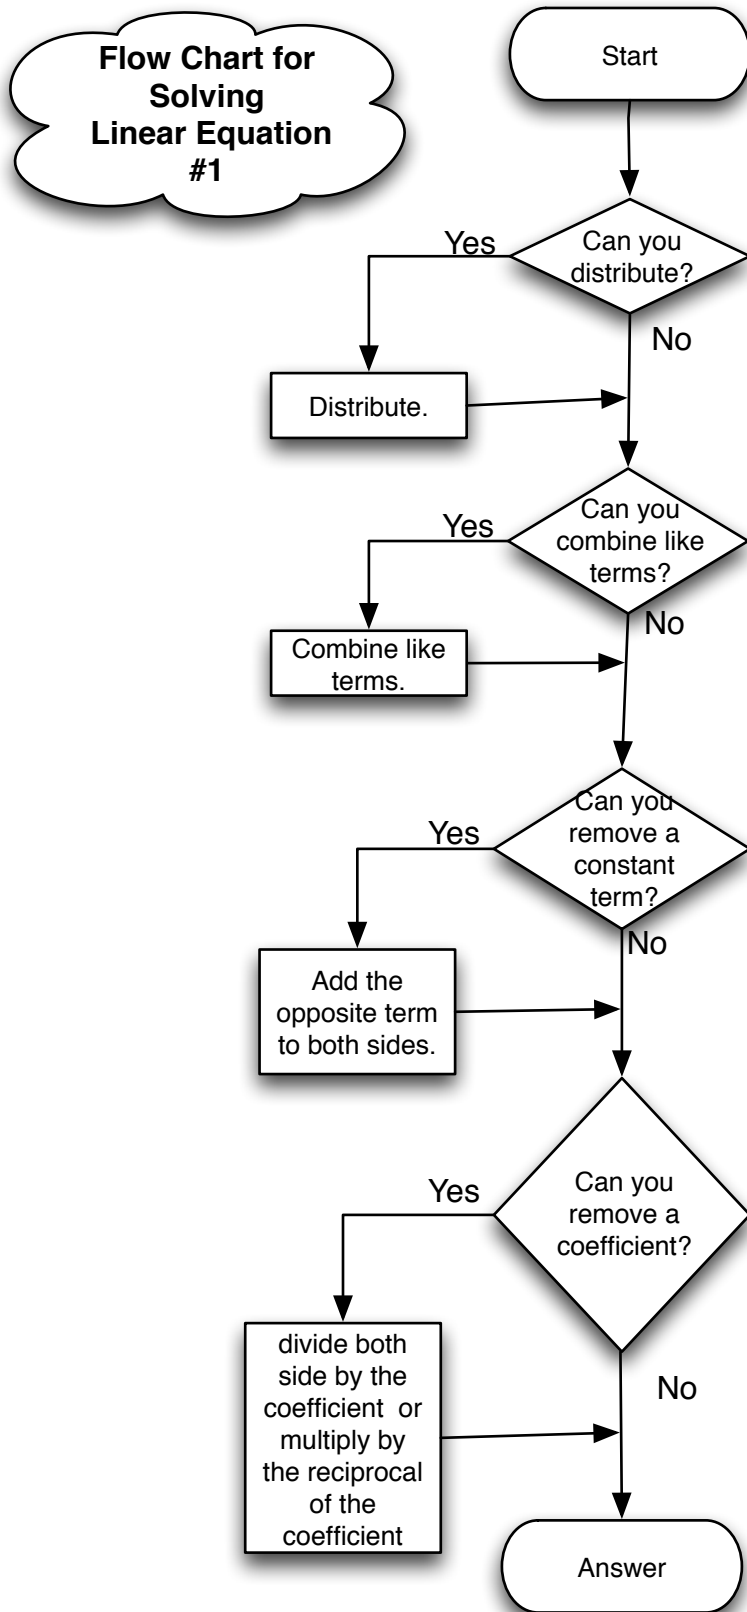 Flow Chart for
Solving
Linear Equation
#1
Start
Yes
Can you
distribute?
No
Distribute.
Yes
Can you
combine like
terms?
No
Combine like
terms.
Yes
Can you
remove a
constant
term?
No
Add the
opposite term
to both sides.
Yes
Can you
remove a
coefficient?
divide both
side by the
coefficient or
multiply by
the reciprocal
of the
coefficient
No
Answer